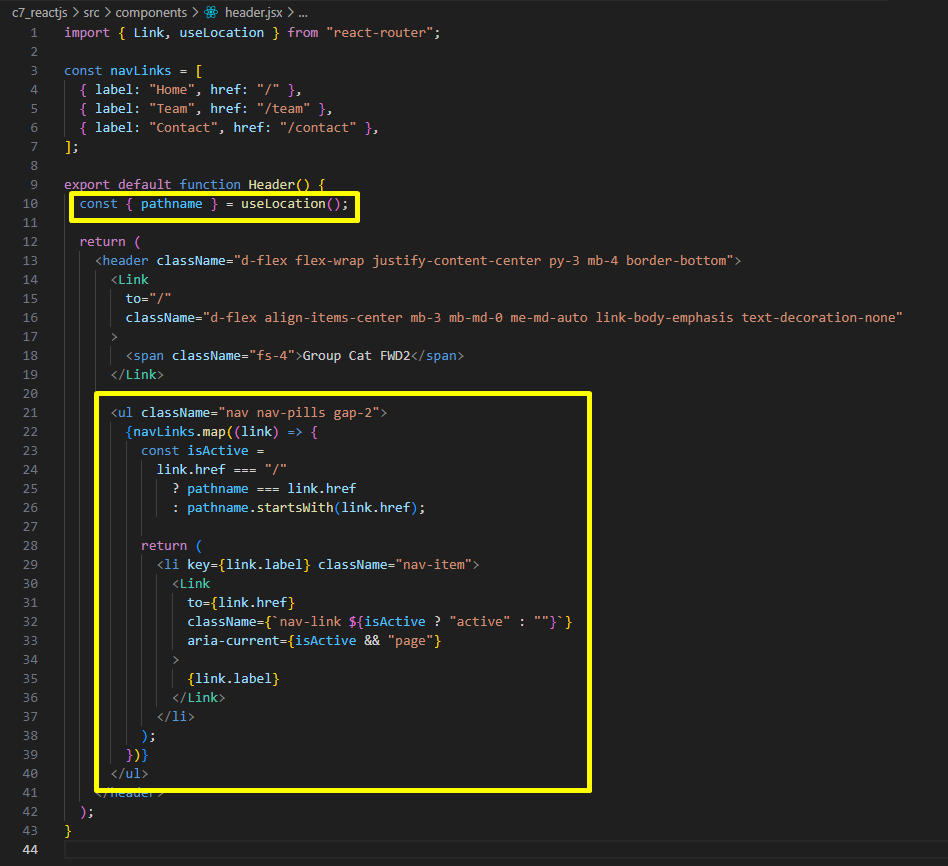 c7_reactjs > src > components > header.jsx > ...
1 import { Link, useLocation } from "react-router";
2
3 const navLinks = [
4   { label: "Home", href: "/" },
5   { label: "Team", href: "/team" },
6   { label: "Contact", href: "/contact" },
7 ];
8
9 export default function Header() {
10   const { pathname } = useLocation();
11
12   return (
13     <header className="d-flex flex-wrap justify-content-center py-3 mb-4 border-bottom">
14       <Link
15         to="/"
16         className="d-flex align-items-center mb-3 mb-md-0 me-md-auto link-body-emphasis text-decoration-none"
17       >
18         <span className="fs-4">Group Cat FWD2</span>
19       </Link>
20
21       <ul className="nav nav-pills gap-2">
22         {navLinks.map((link) => {
23           const isActive =
24             link.href === "/"
25               ? pathname === link.href
26               : pathname.startsWith(link.href);
27
28           return (
29             <li key={link.label} className="nav-item">
30               <Link
31                 to={link.href}
32                 className={`nav-link ${isActive ? "active" : ""}`}
33                 aria-current={isActive && "page"}
34               >
35                 {link.label}
36               </Link>
37             </li>
38           );
39         })}
40       </ul>
41     </header>
42   );
43 }
44